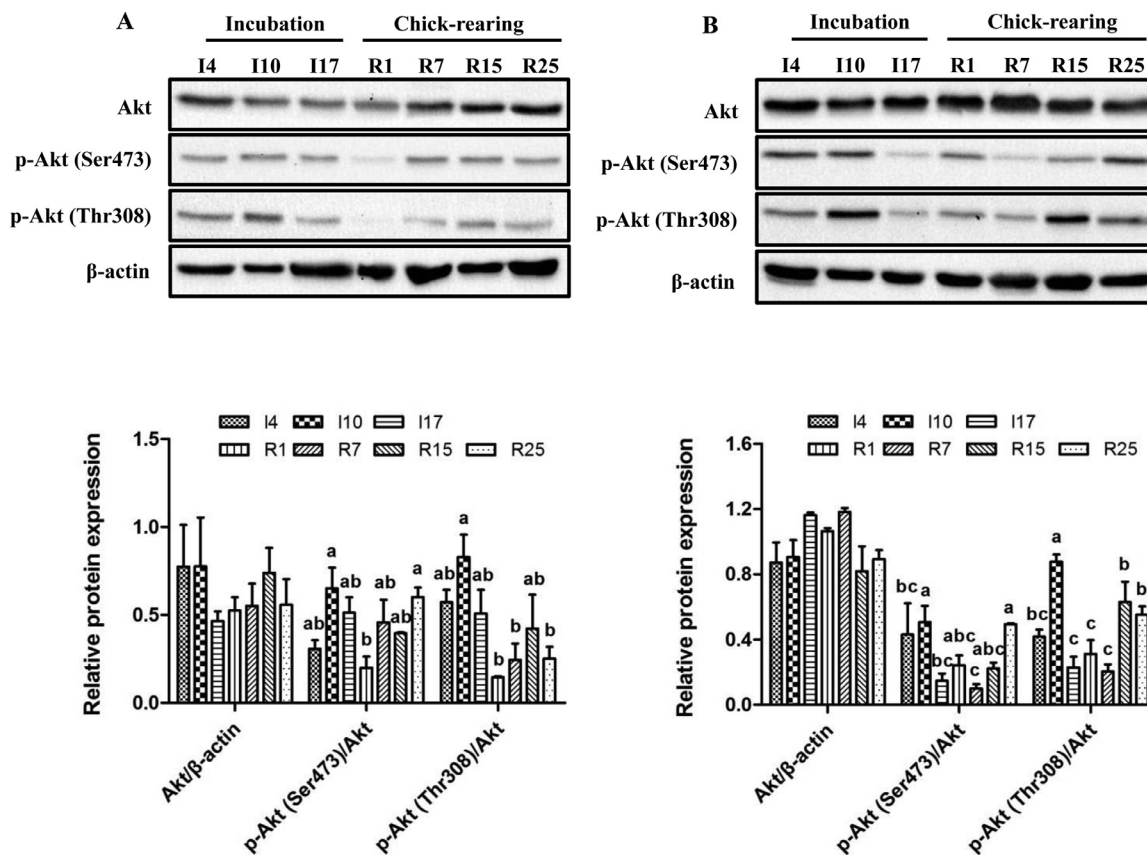 A
Incubation Chick-rearing
I4 I10 I17 R1 R7 R15 R25
Akt
p-Akt (Ser473)
p-Akt (Thr308)
β-actin
B
Incubation Chick-rearing
I4 I10 I17 R1 R7 R15 R25
Akt
p-Akt (Ser473)
p-Akt (Thr308)
β-actin
Relative protein expression
I4 I10 I17
R1 R7 R15 R25
1.5
1.0
0.5
0.0
ab a ab b ab ab a
ab a ab b b ab b
Akt/β-actin
p-Akt (Ser473)/Akt
p-Akt (Thr308)/Akt
Relative protein expression
I4 I10 I17
R1 R7 R15 R25
1.6
1.2
0.8
0.4
0.0
bc a bc abc c abc a
bc a c c c b b
Akt/β-actin
p-Akt (Ser473)/Akt
p-Akt (Thr308)/Akt